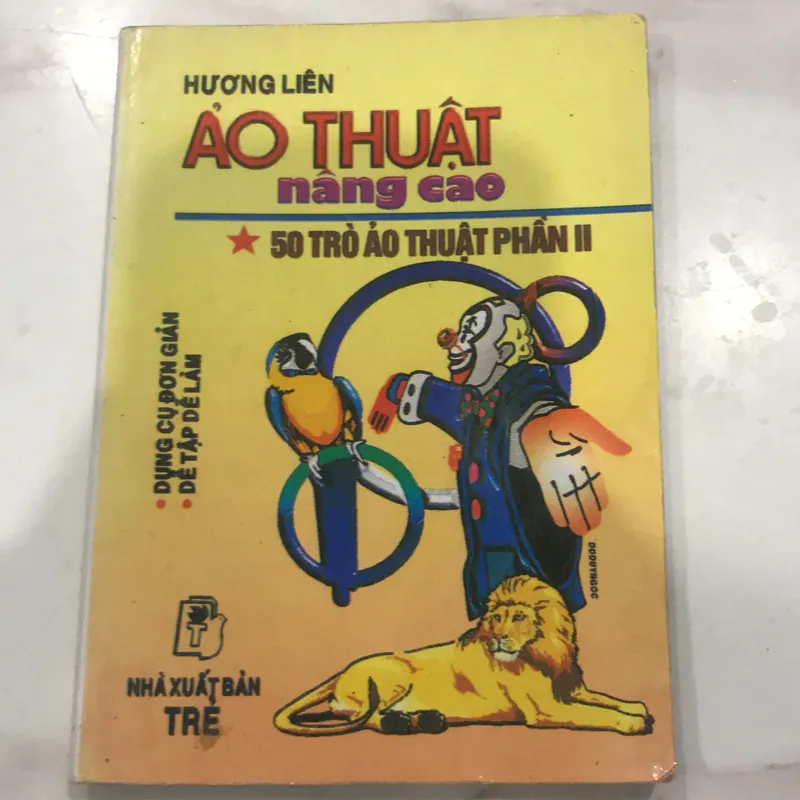 HƯƠNG LIÊN
ẢO THUẬT
nâng cao
★ 50 TRÒ ẢO THUẬT PHẦN II
• DỤNG CỤ ĐƠN GIẢN
• DỄ TẬP DỄ LÀM
DODUYNGOC
T
NHÀ XUẤT BẢN
TRẺ